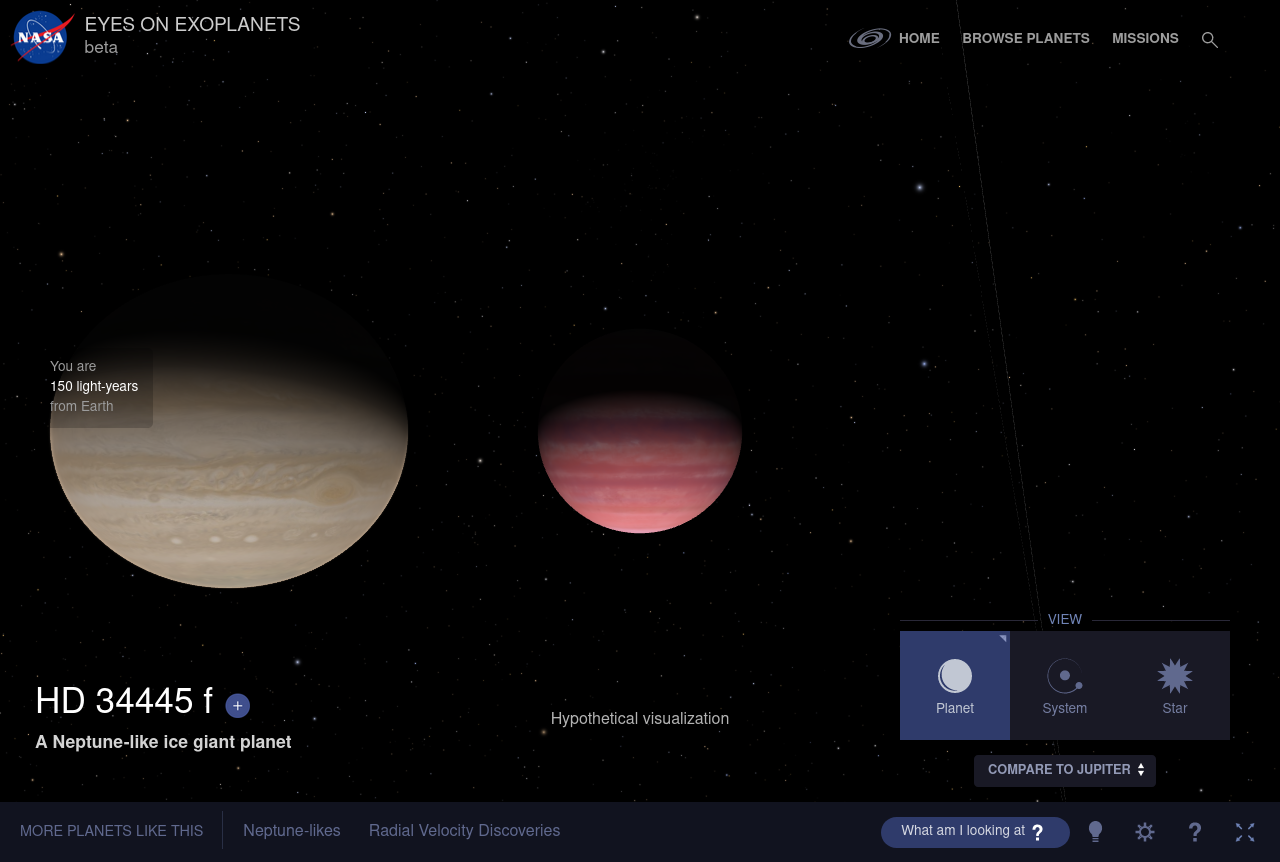 NASA
EYES ON EXOPLANETS
beta
HOME
BROWSE PLANETS
MISSIONS
You are
150 light-years
from Earth
VIEW
Planet
System
Star
HD 34445 f +
A Neptune-like ice giant planet
Hypothetical visualization
COMPARE TO JUPITER
MORE PLANETS LIKE THIS
Neptune-likes
Radial Velocity Discoveries
What am I looking at ?
?